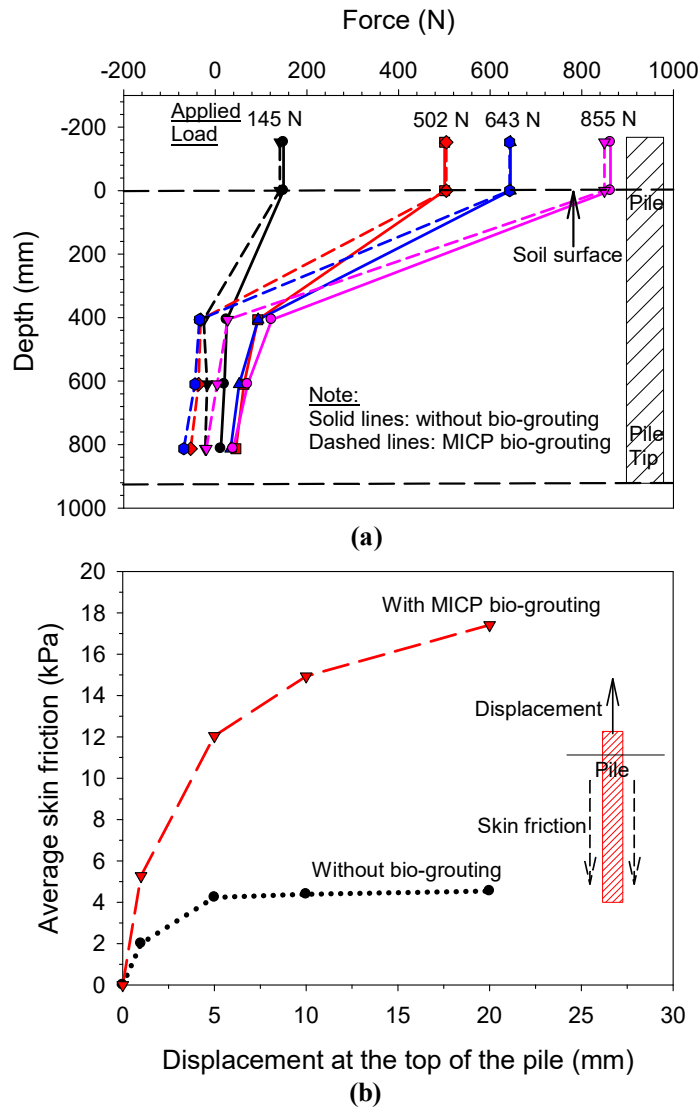 Force (N)
-200 0 200 400 600 800 1000
Applied
Load
145 N
502 N
643 N
855 N
-200
0
200
400
600
800
1000
Depth (mm)
Pile
Soil surface
Note:
Solid lines: without bio-grouting
Dashed lines: MICP bio-grouting
Pile
Tip
(a)
20
18
16
14
12
10
8
6
4
2
0
Average skin friction (kPa)
With MICP bio-grouting
Displacement
Pile
Skin friction
Without bio-grouting
0 5 10 15 20 25 30
Displacement at the top of the pile (mm)
(b)